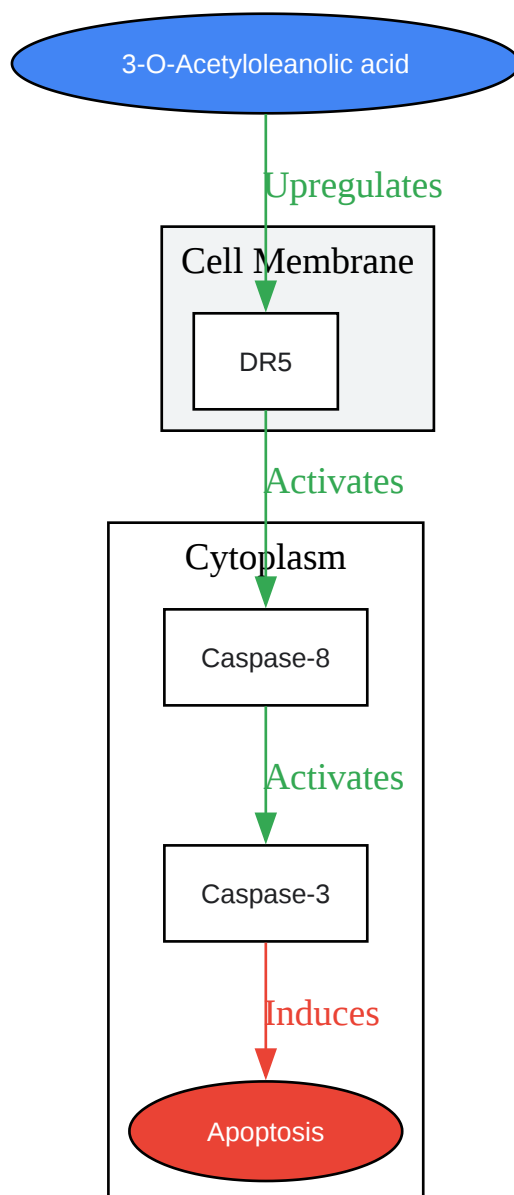 3-O-Acetyloleanolic acid
Upregulates
Cell Membrane
DR5
Activates
Cytoplasm
Caspase-8
Activates
Caspase-3
Induces
Apoptosis